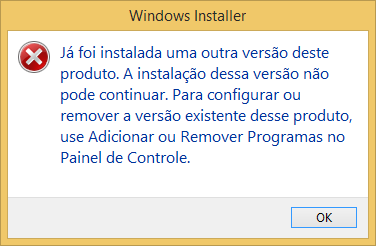 Windows Installer
Já foi instalada uma outra versão deste
produto. A instalação dessa versão não
pode continuar. Para configurar ou
remover a versão existente desse produto,
use Adicionar ou Remover Programas no
Painel de Controle.
OK